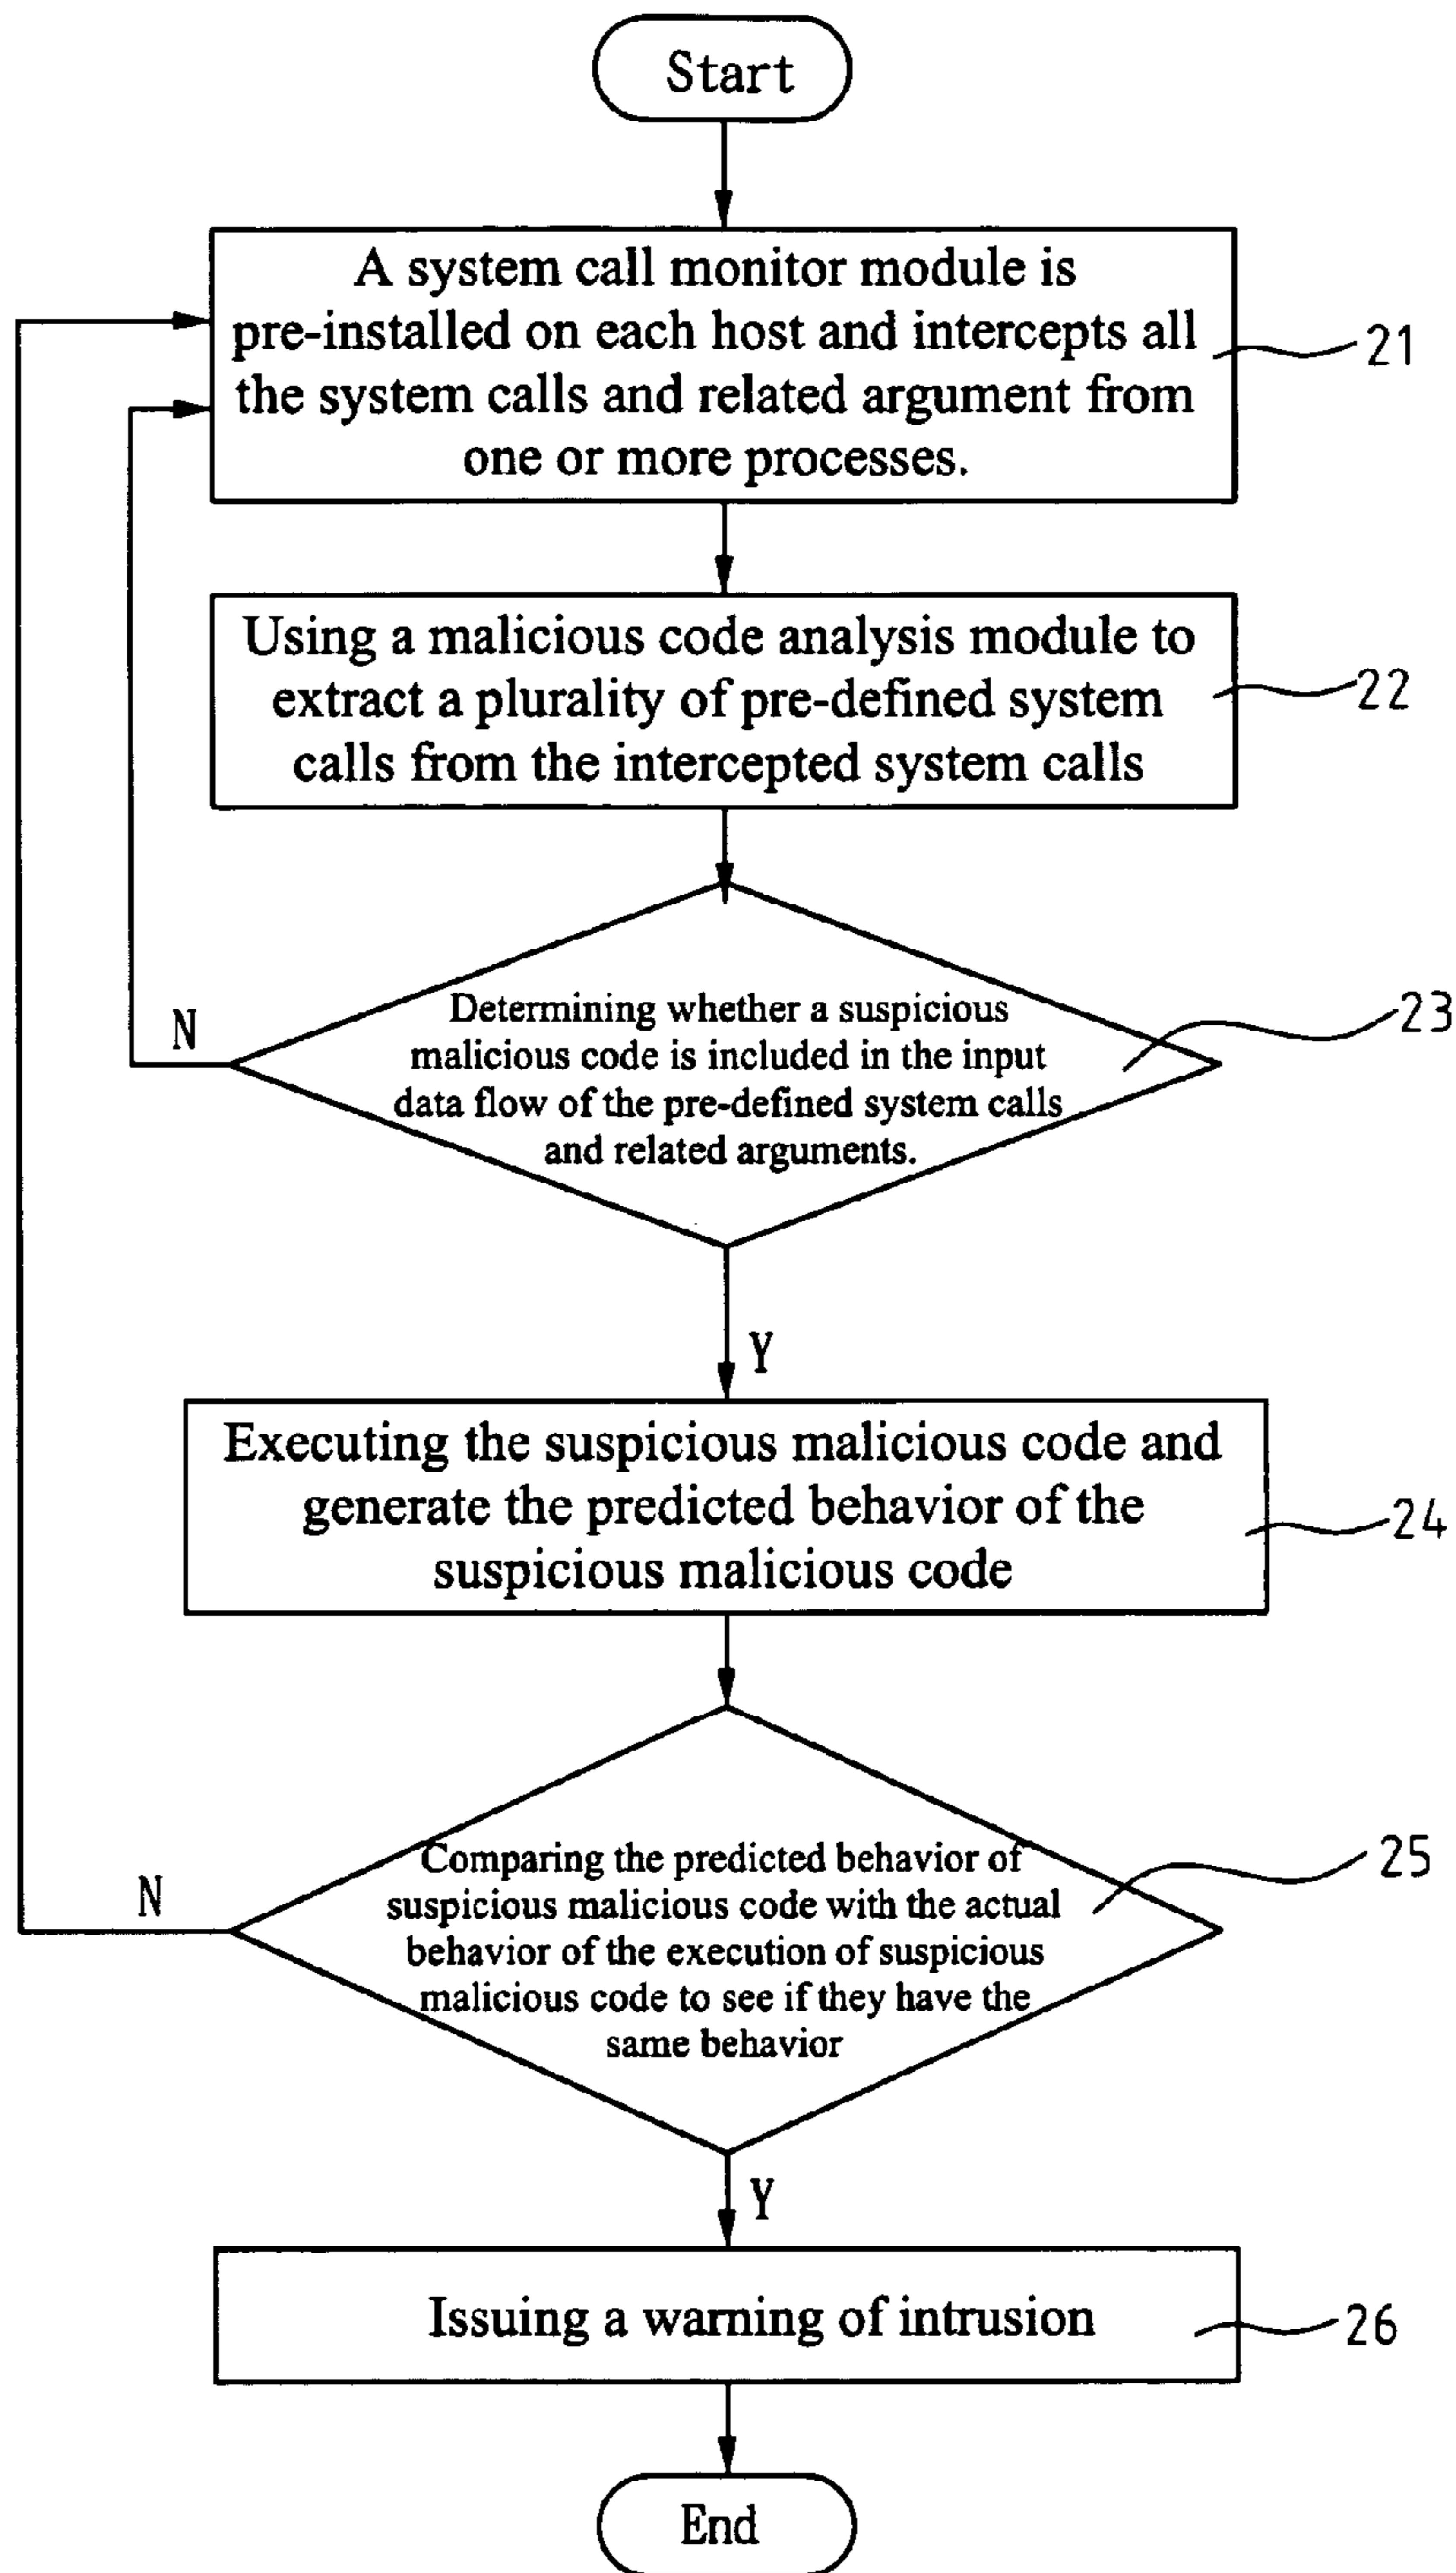 Start
A system call monitor module is
pre-installed on each host and intercepts all
the system calls and related argument from
one or more processes.
21
Using a malicious code analysis module to
extract a plurality of pre-defined system
calls from the intercepted system calls
22
Determining whether a suspicious
malicious code is included in the input
data flow of the pre-defined system calls
and related arguments.
23
N
Y
Executing the suspicious malicious code and
generate the predicted behavior of the
suspicious malicious code
24
Comparing the predicted behavior of
suspicious malicious code with the actual
behavior of the execution of suspicious
malicious code to see if they have the
same behavior
25
N
Y
Issuing a warning of intrusion
26
End